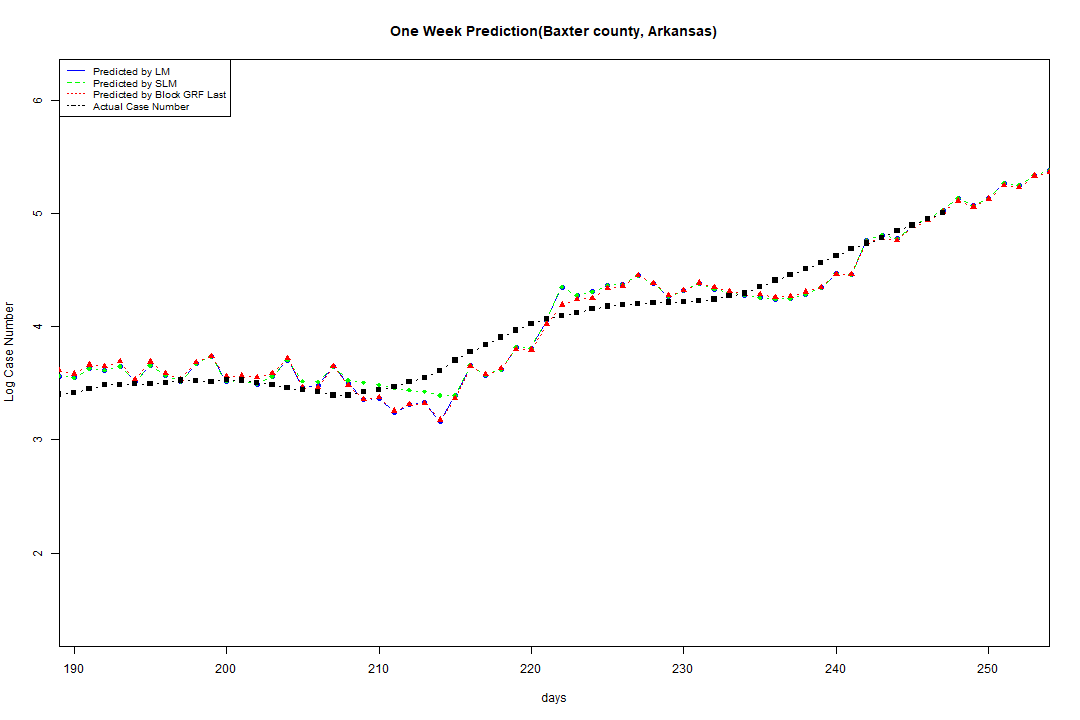 One Week Prediction(Baxter county, Arkansas)
Predicted by LM
Predicted by SLM
Predicted by Block GRF Last
Actual Case Number
6
5
4
3
2
Log Case Number
190 200 210 220 230 240 250
days